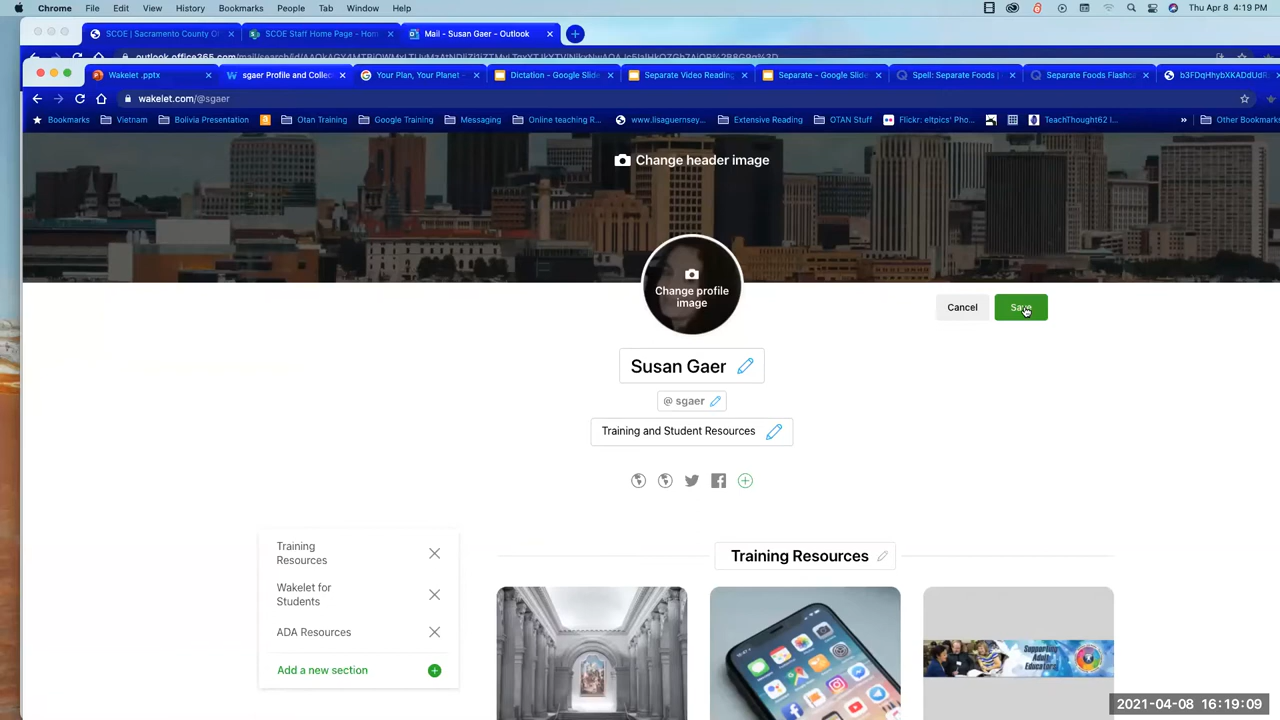 Chrome File Edit View History Bookmarks People Tab Window Help Thu Apr 8 4:19 PM
SCOE | Sacramento County O SCOE Staff Home Page - Hom Mail - Susan Gaer - Outlook
Wakelet .pptx sgaer Profile and Collec Your Plan, Your Planet - Dictation - Google Slide Separate Video Reading Separate - Google Slide Spell: Separate Foods | Separate Foods Flashca b3FDqHhybXKADdUdR
wakelet.com/@sgaer
Bookmarks Vietnam Bolivia Presentation Otan Training Google Training Messaging Online teaching R... www.lisaguernsey... Extensive Reading OTAN Stuff Flickr: eltpics' Pho... TeachThought62 I... » Other Bookmarks
Change header image
Change profile
image
Cancel Save
Susan Gaer
@ sgaer
Training and Student Resources
Training Resources
Training
Resources
Wakelet for
Students
ADA Resources
Add a new section
Supporting
Adult
Educators
2021-04-08 16:19:09